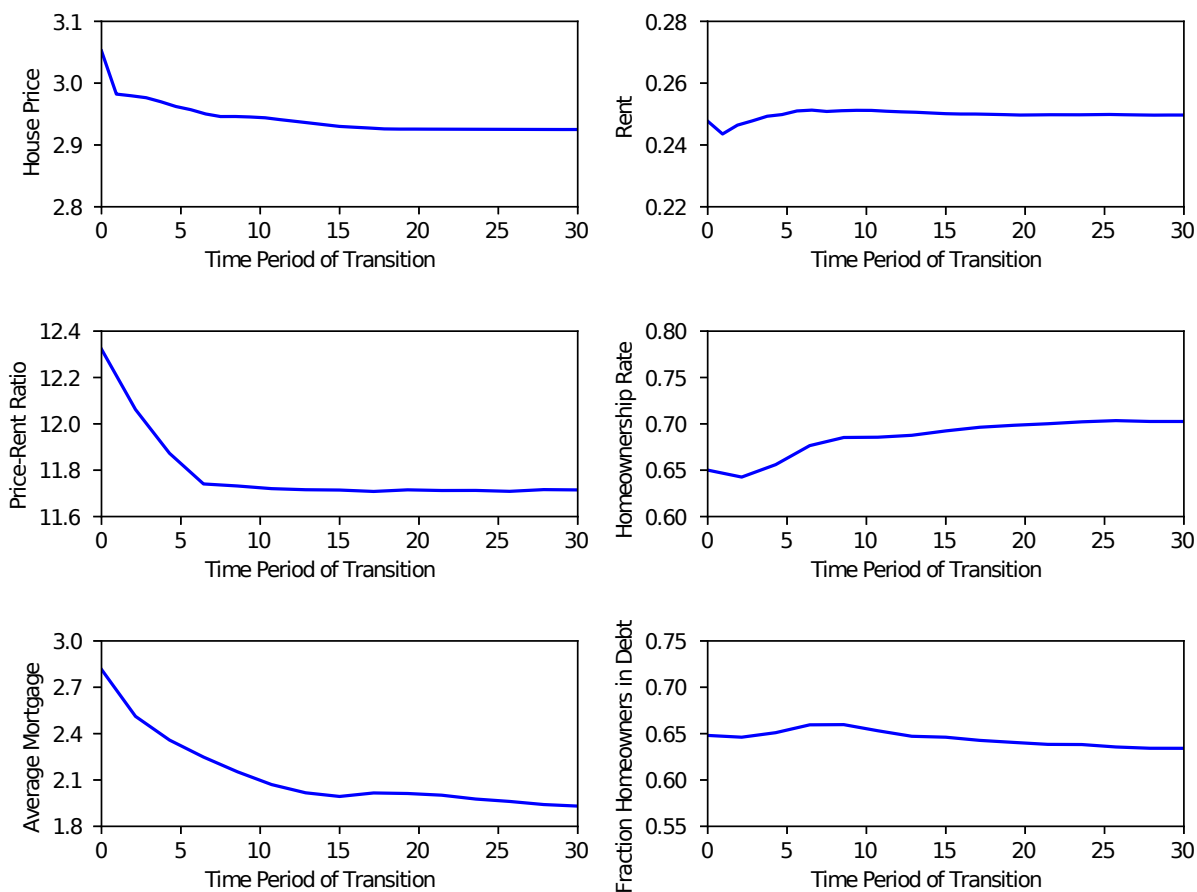 House Price
3.1
3.0
2.9
2.8
0 5 10 15 20 25 30
Time Period of Transition
Rent
0.28
0.26
0.24
0.22
0 5 10 15 20 25 30
Time Period of Transition
Price-Rent Ratio
12.4
12.2
12.0
11.8
11.6
0 5 10 15 20 25 30
Time Period of Transition
Homeownership Rate
0.80
0.75
0.70
0.65
0.60
0 5 10 15 20 25 30
Time Period of Transition
Average Mortgage
3.0
2.7
2.4
2.1
1.8
0 5 10 15 20 25 30
Time Period of Transition
Fraction Homeowners in Debt
0.75
0.70
0.65
0.60
0.55
0 5 10 15 20 25 30
Time Period of Transition